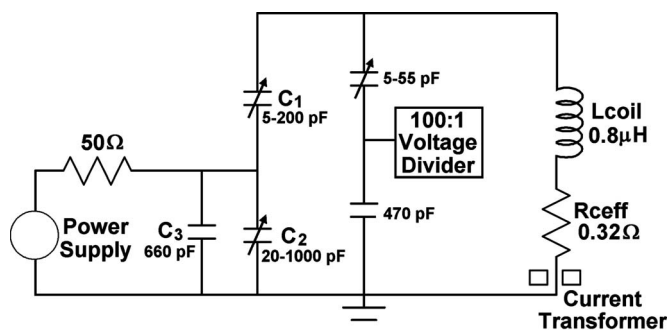 50Ω
Power
Supply
C3
660 pF
C1
5-200 pF
C2
20-1000 pF
5-55 pF
100:1
Voltage
Divider
470 pF
Lcoil
0.8μH
Rceff
0.32Ω
Current
Transformer